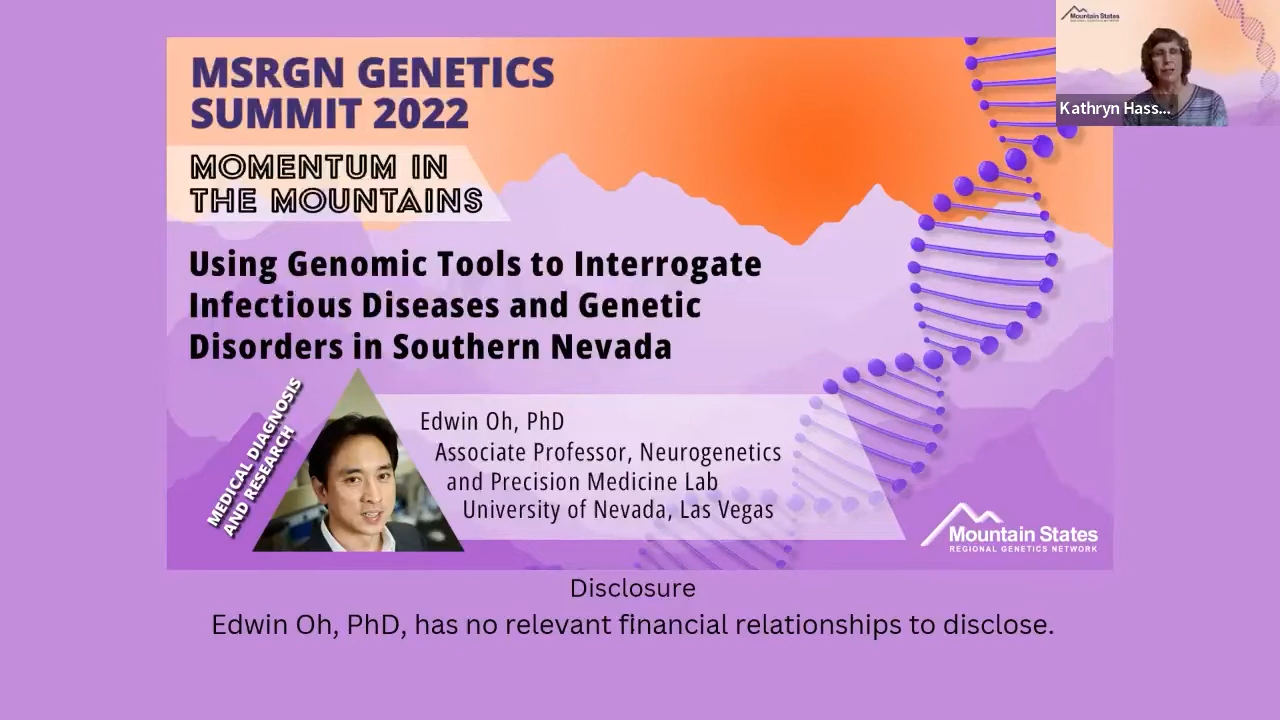 MSRGN GENETICS
SUMMIT 2022
MOMENTUM IN
THE MOUNTAINS
Using Genomic Tools to Interrogate
Infectious Diseases and Genetic
Disorders in Southern Nevada
MEDICAL DIAGNOSIS
AND RESEARCH
Edwin Oh, PhD
Associate Professor, Neurogenetics
and Precision Medicine Lab
University of Nevada, Las Vegas
Mountain States
REGIONAL GENETICS NETWORK
Disclosure
Edwin Oh, PhD, has no relevant financial relationships to disclose.
Mountain States
REGIONAL GENETICS NETWORK
Kathryn Hass...